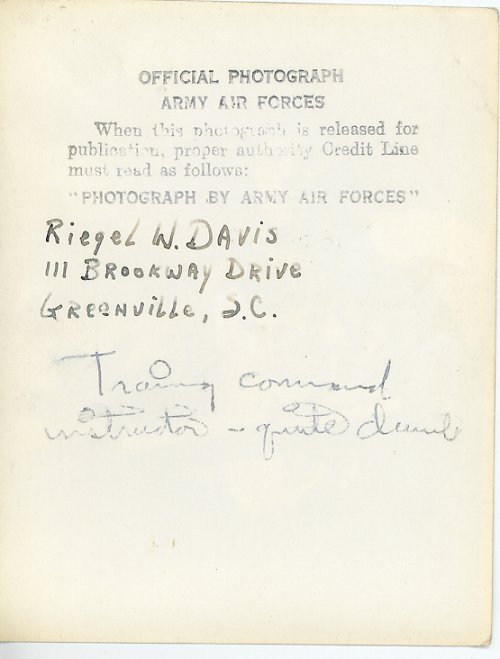 OFFICIAL PHOTOGRAPH
ARMY AIR FORCES
When this photograph is released for
publication, proper authority Credit Line
must read as follows:
"PHOTOGRAPH BY ARMY AIR FORCES"
Riegel W. DAVIS
111 BROOKWAY DRIVE
GREENVILLE, S.C.
Traing command
instructor - quite dumb